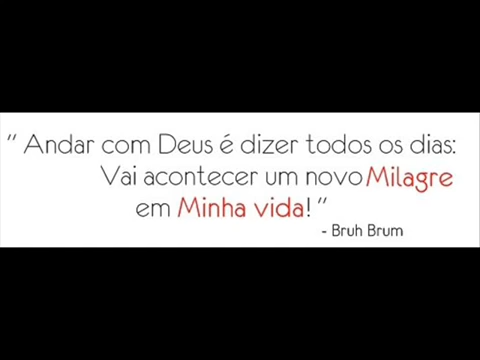 " Andar com Deus é dizer todos os dias:
Vai acontecer um novo Milagre
em Minha vida! "
- Bruh Brum